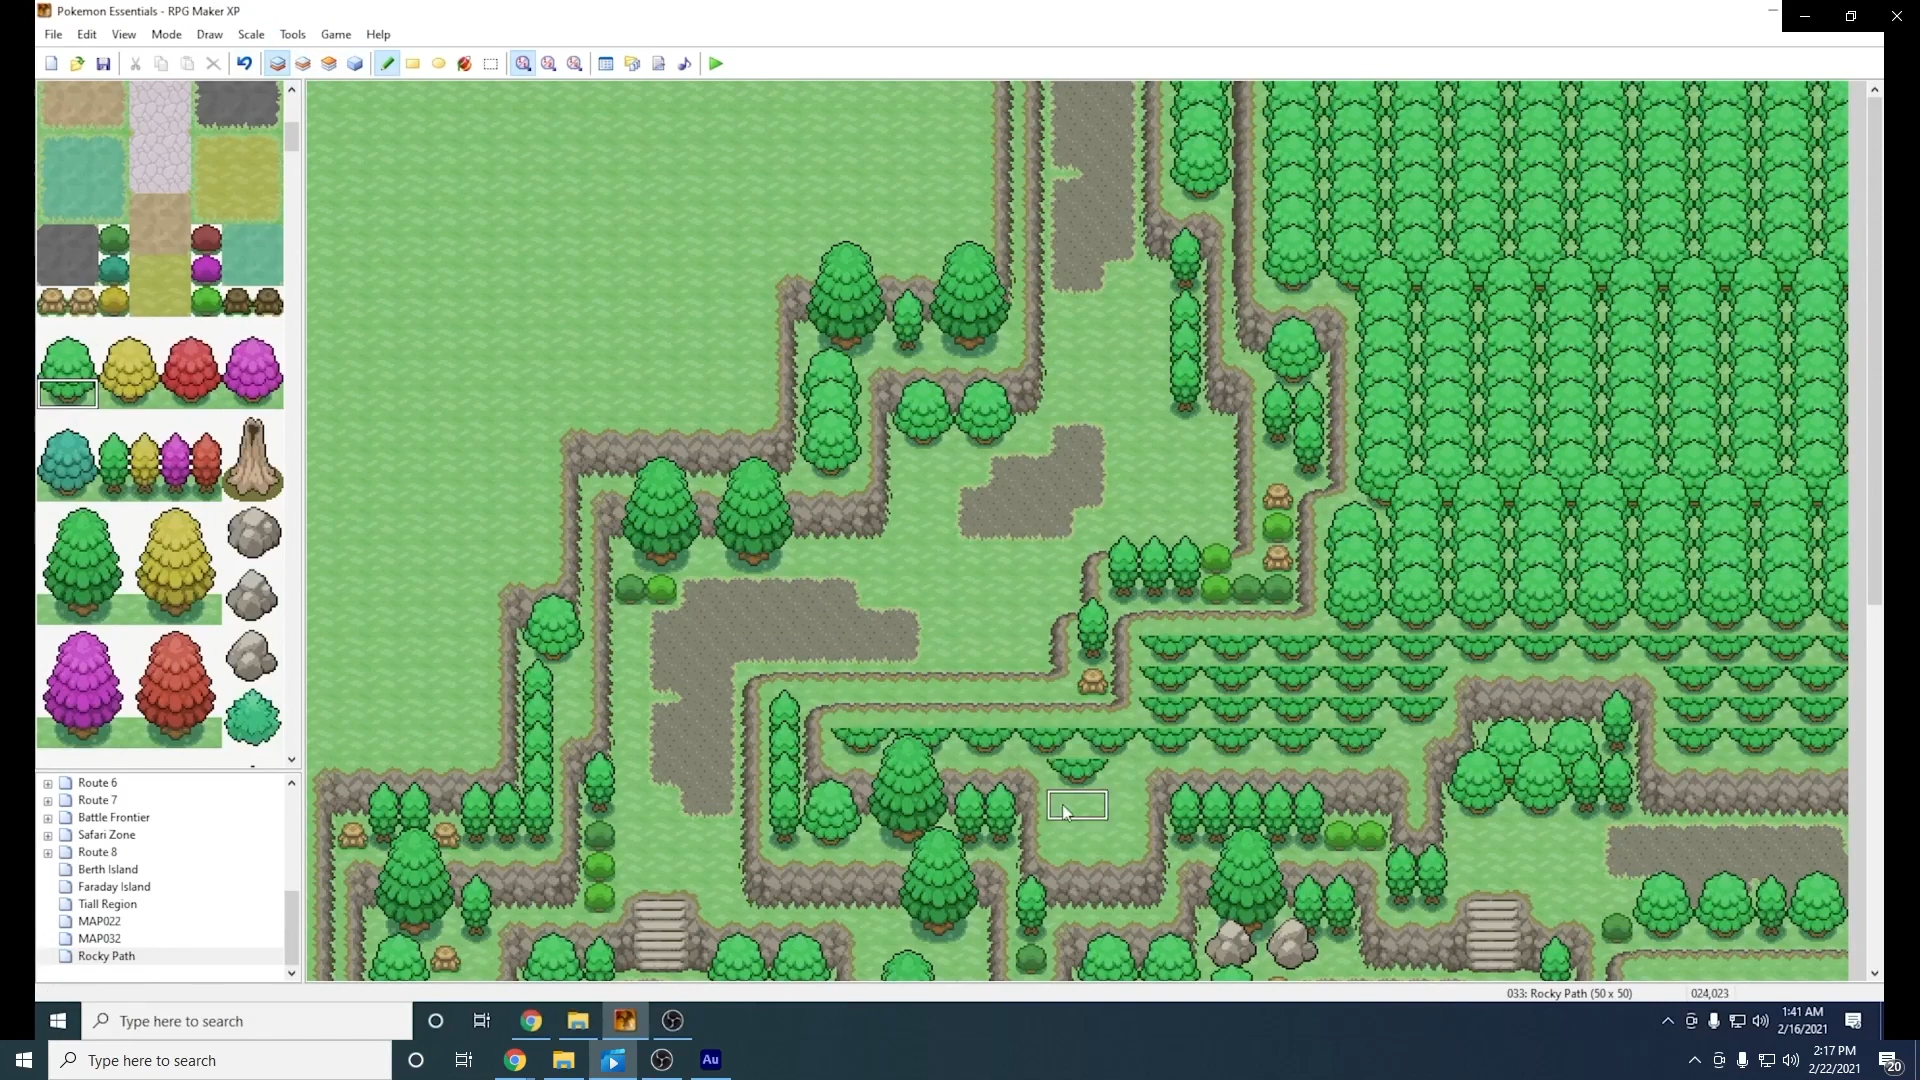 Pokemon Essentials - RPG Maker XP
File Edit View Mode Draw Scale Tools Game Help
Route 6
Route 7
Battle Frontier
Safari Zone
Route 8
Berth Island
Faraday Island
Tiall Region
MAP022
MAP032
Rocky Path
033: Rocky Path (50 x 50) 024,023
Type here to search
1:41 AM
2/16/2021
Type here to search
Au
2:17 PM
2/22/2021
20